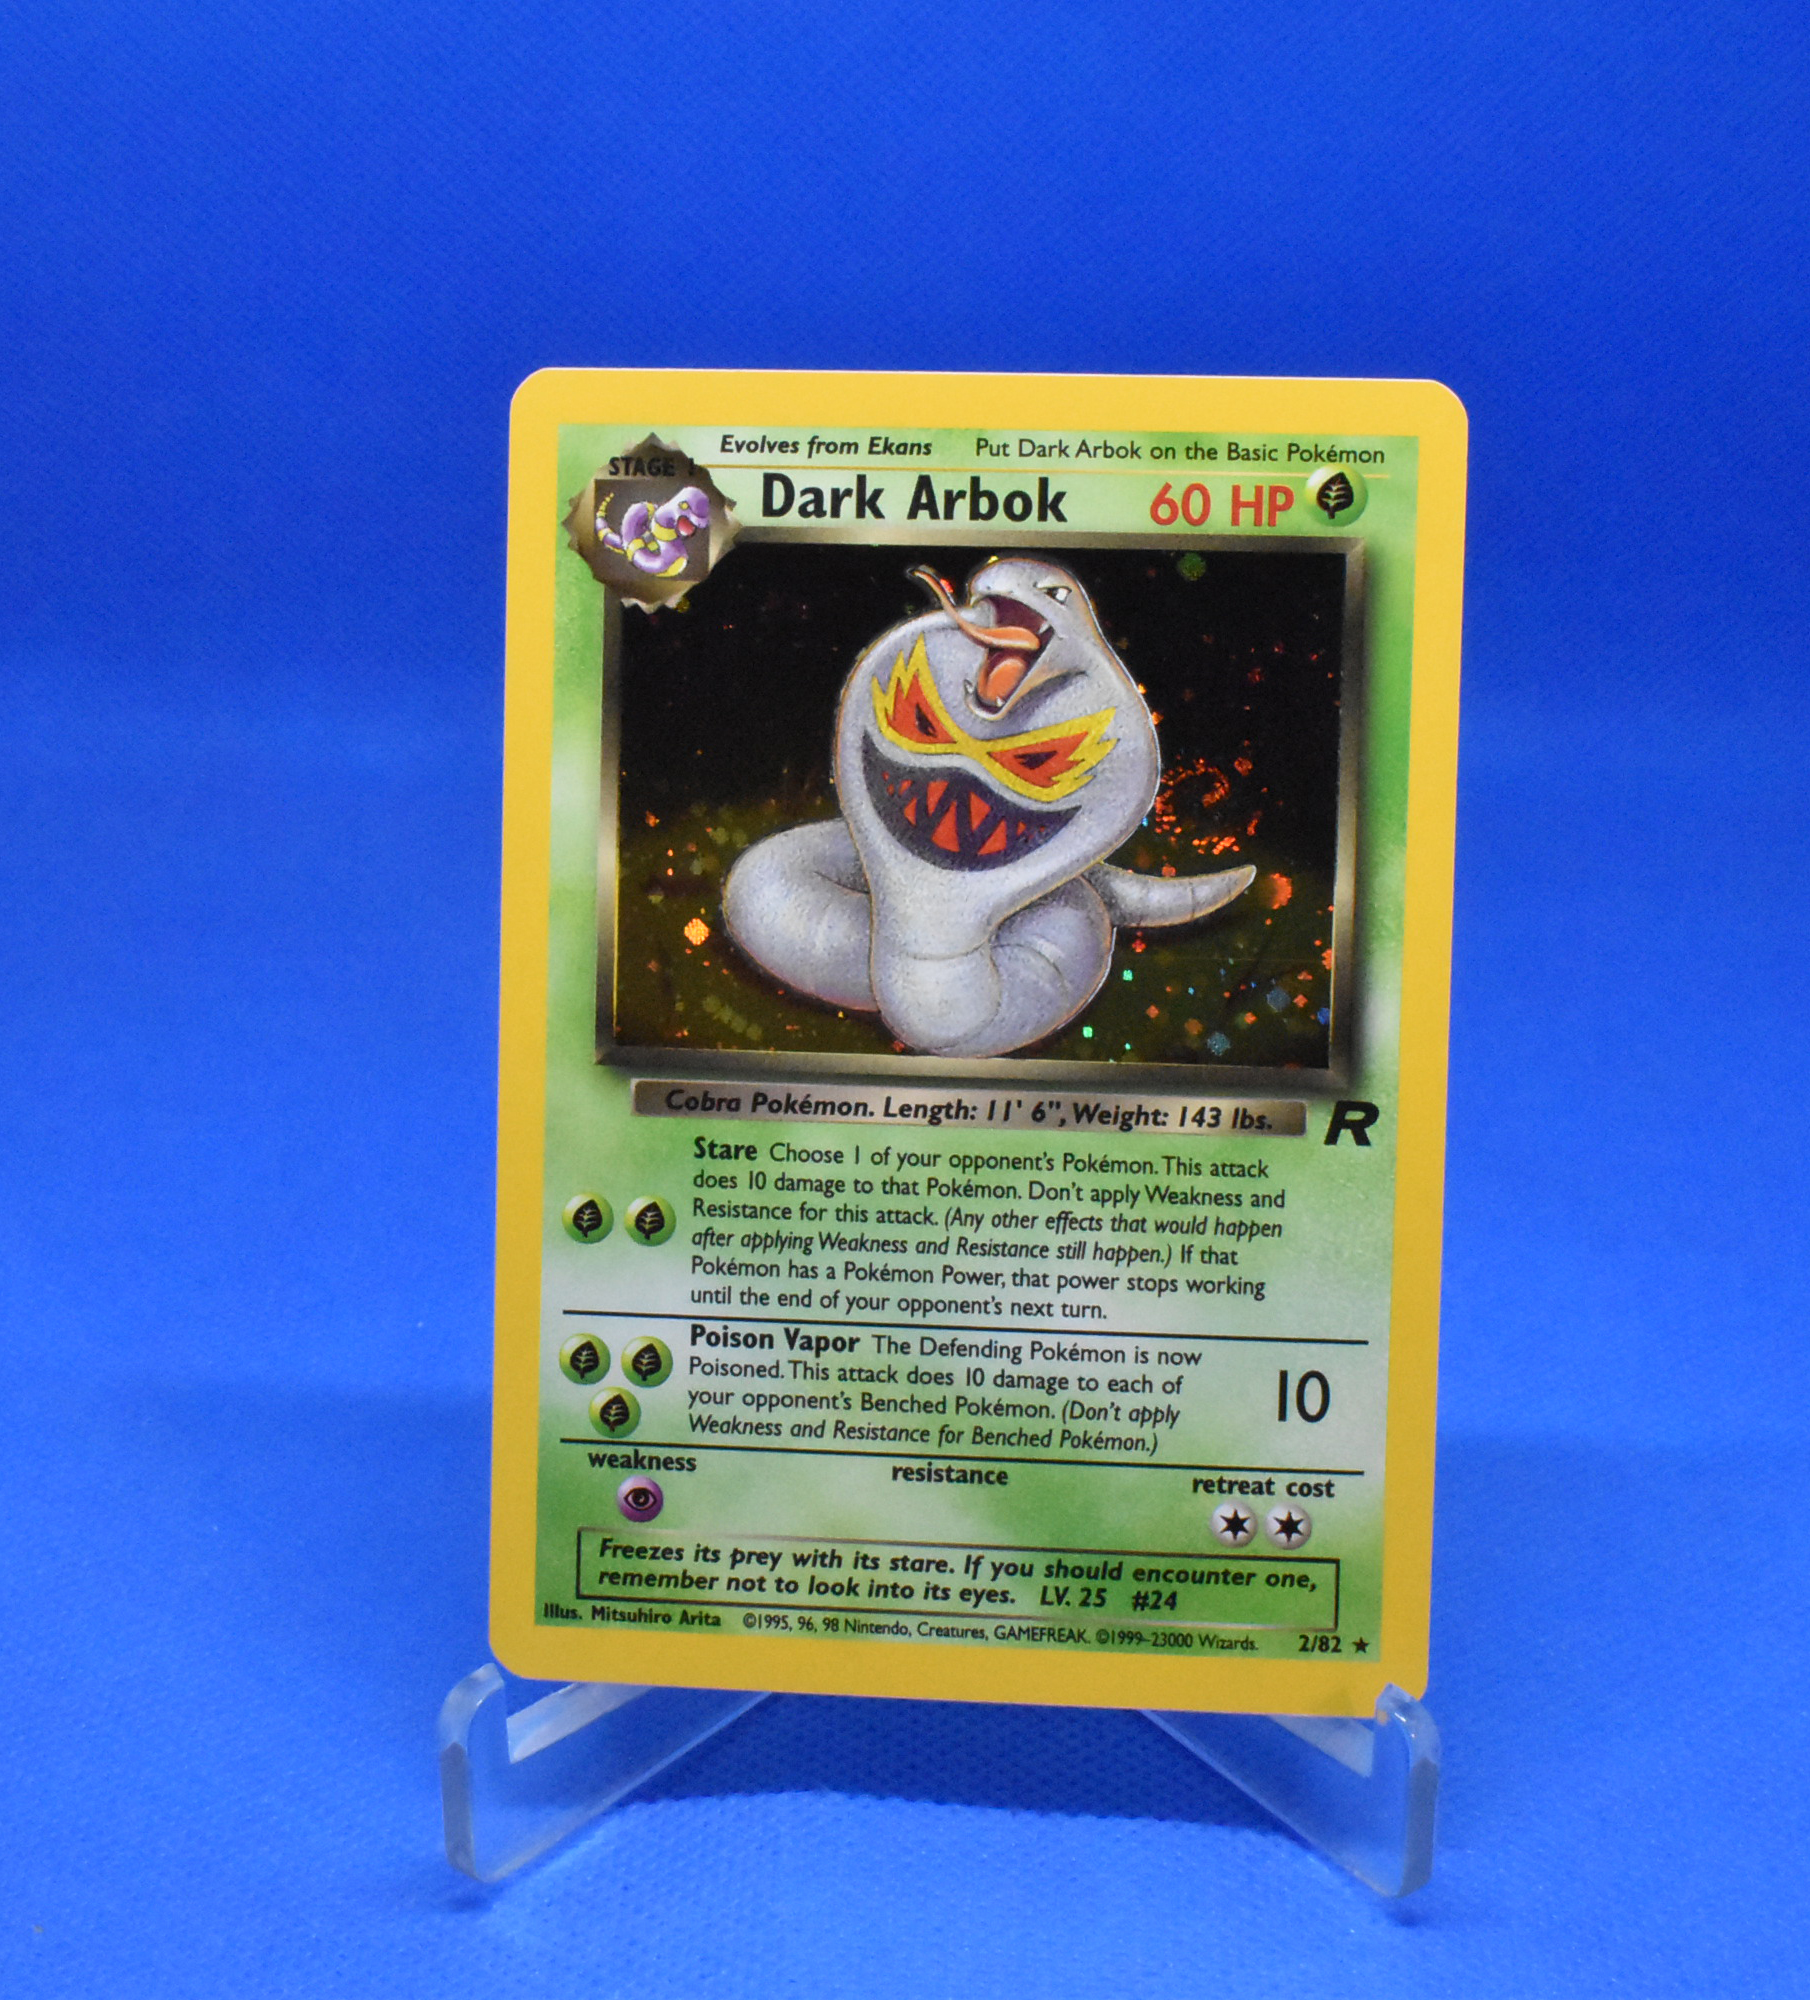 Evolves from Ekans Put Dark Arbok on the Basic Pokémon
STAGE 1
Dark Arbok 60 HP
Cobra Pokémon. Length: 11' 6", Weight: 143 lbs.
R
Stare Choose 1 of your opponent's Pokémon. This attack
does 10 damage to that Pokémon. Don't apply Weakness and
Resistance for this attack. (Any other effects that would happen
after applying Weakness and Resistance still happen.) If that
Pokémon has a Pokémon Power, that power stops working
until the end of your opponent's next turn.
Poison Vapor The Defending Pokémon is now
Poisoned. This attack does 10 damage to each of
your opponent's Benched Pokémon. (Don't apply
Weakness and Resistance for Benched Pokémon.)
10
weakness resistance retreat cost
Freezes its prey with its stare. If you should encounter one,
remember not to look into its eyes. LV. 25 #24
Illus. Mitsuhiro Arita ©1995, 96, 98 Nintendo, Creatures, GAMEFREAK. ©1999–23000 Wizards. 2/82 ★